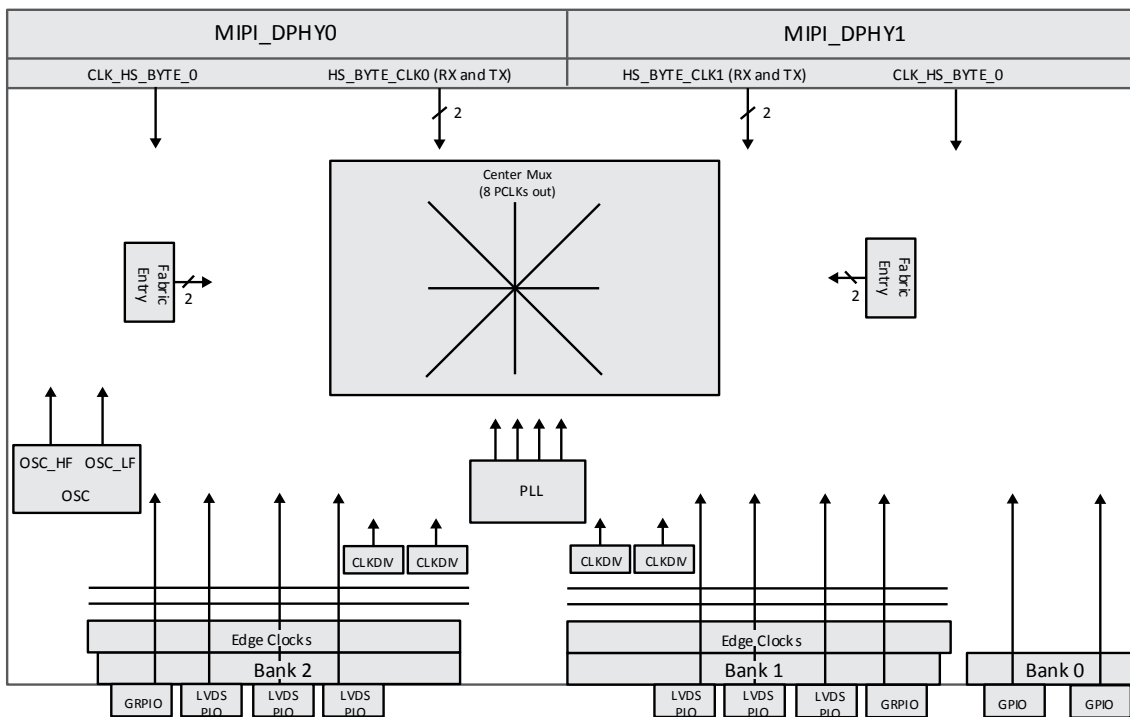 MIPI_DPHY0
MIPI_DPHY1
CLK_HS_BYTE_0
HS_BYTE_CLK0 (RX and TX)
HS_BYTE_CLK1 (RX and TX)
CLK_HS_BYTE_0
2
2
Center Mux
(8 PCLKs out)
Fabric
Entry
2
Fabric
Entry
2
OSC_HF
OSC_LF
OSC
PLL
CLKDIV
CLKDIV
CLKDIV
CLKDIV
Edge Clocks
Edge Clocks
Bank 2
Bank 1
Bank 0
GRPIO
LVDS
PIO
LVDS
PIO
LVDS
PIO
LVDS
PIO
LVDS
PIO
LVDS
PIO
GRPIO
GPIO
GPIO